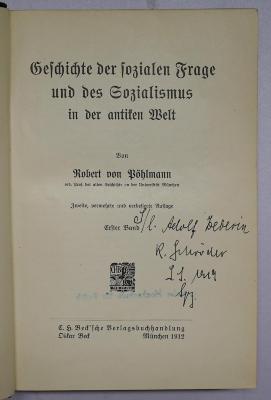 Geschichte der sozialen Frage
und des Sozialismus
in der antiken Welt
Von
Robert von Pöhlmann
ord. Prof. der alten Geschichte an der Universität München
Zweite, vermehrte und verbesserte Auflage
Erster Band
Adolf
R. Schröder
C. H. Beck'sche Verlagsbuchhandlung
Oskar Beck München 1912